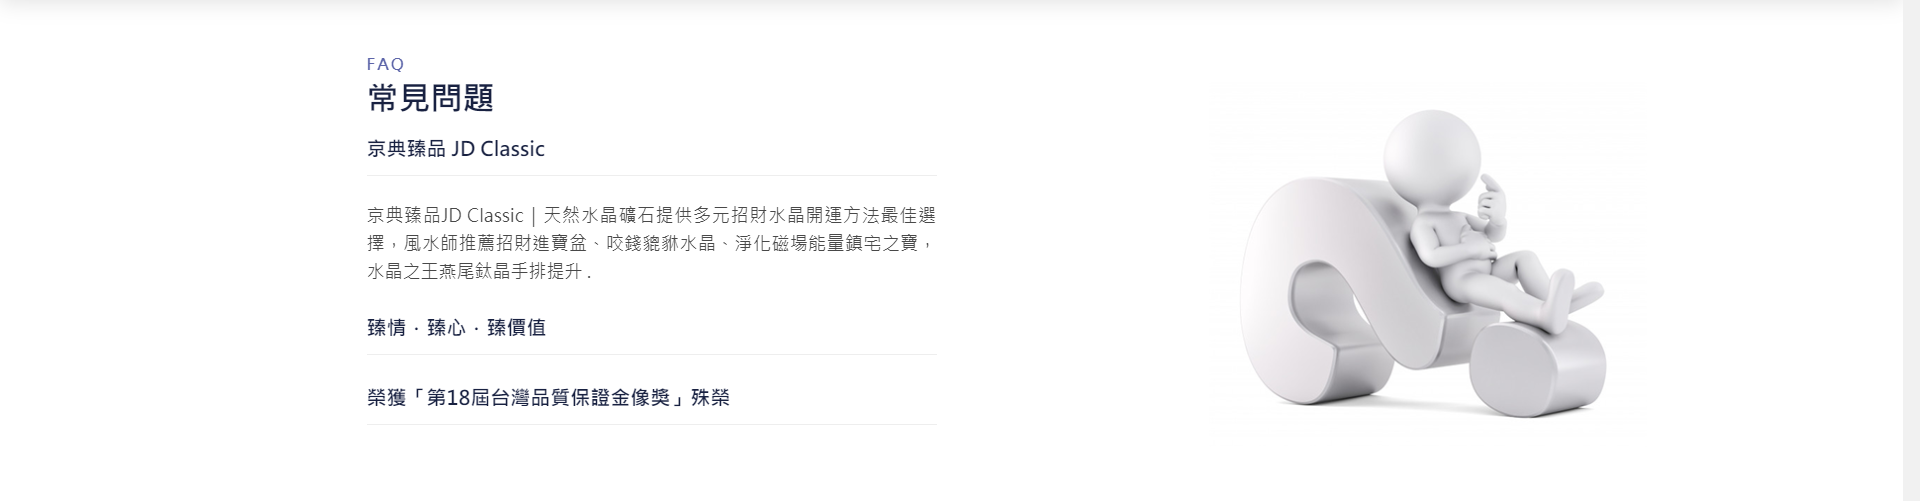 FAQ
常見問題
京典臻品 JD Classic
京典臻品JD Classic | 天然水晶礦石提供多元招財水晶開運方法最佳選
擇，風水師推薦招財進寶盆、咬錢貔貅水晶、淨化磁場能量鎮宅之寶，
水晶之王燕尾鈦晶手排提升 .
臻情 · 臻心 · 臻價值
榮獲「第18屆台灣品質保證金像獎」殊榮